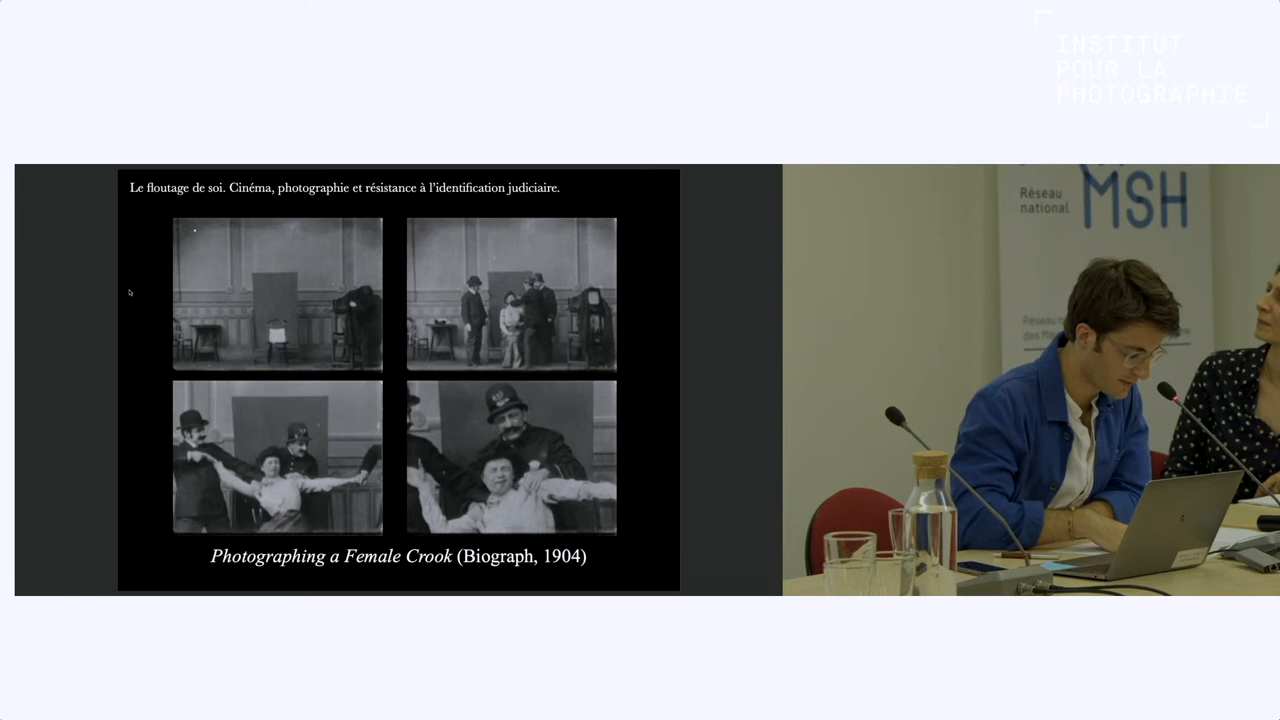 INSTITUT
POUR LA
PHOTOGRAPHIE
Le floutage de soi. Cinéma, photographie et résistance à l'identification judiciaire.
Photographing a Female Crook (Biograph, 1904)
Réseau
national
MSH